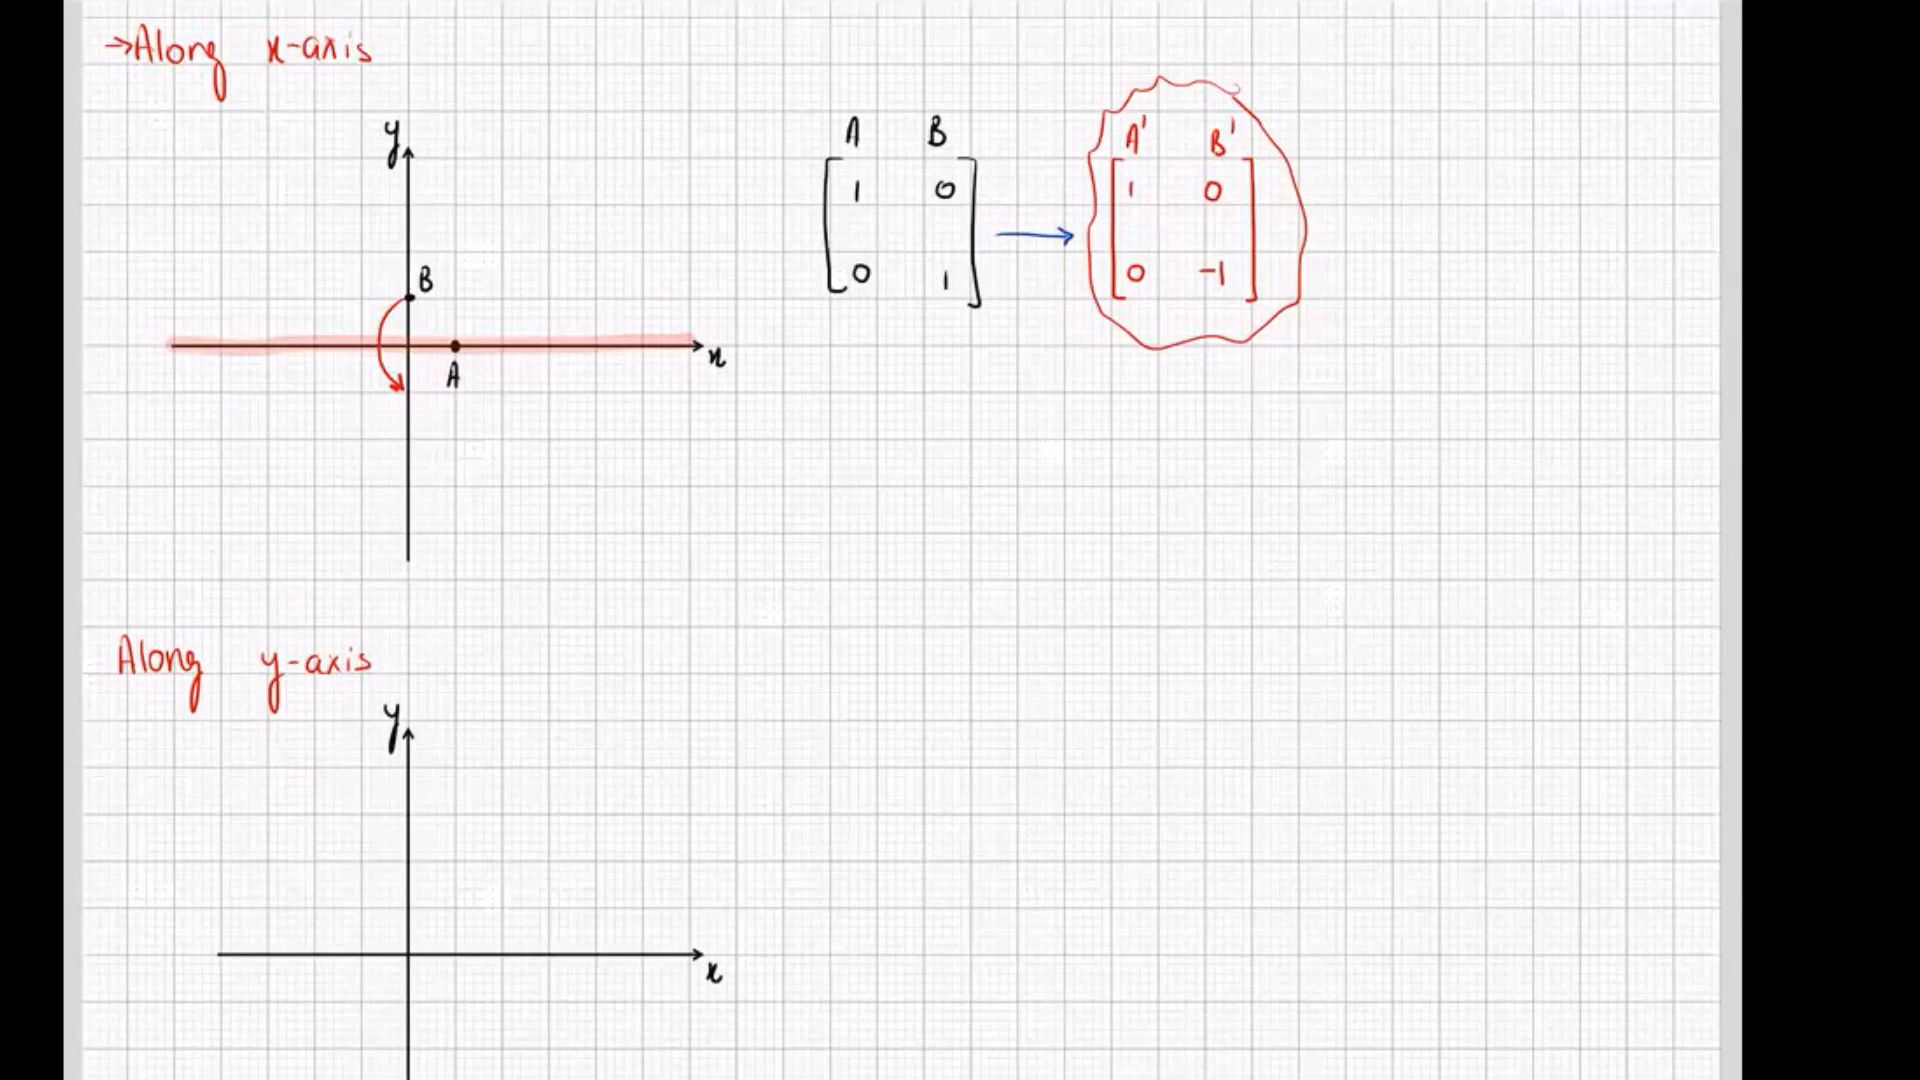 →Along x-axis
y
A B
A' B'
1 0
1 0
0 1
0 -1
B
A
x
Along y-axis
y
x